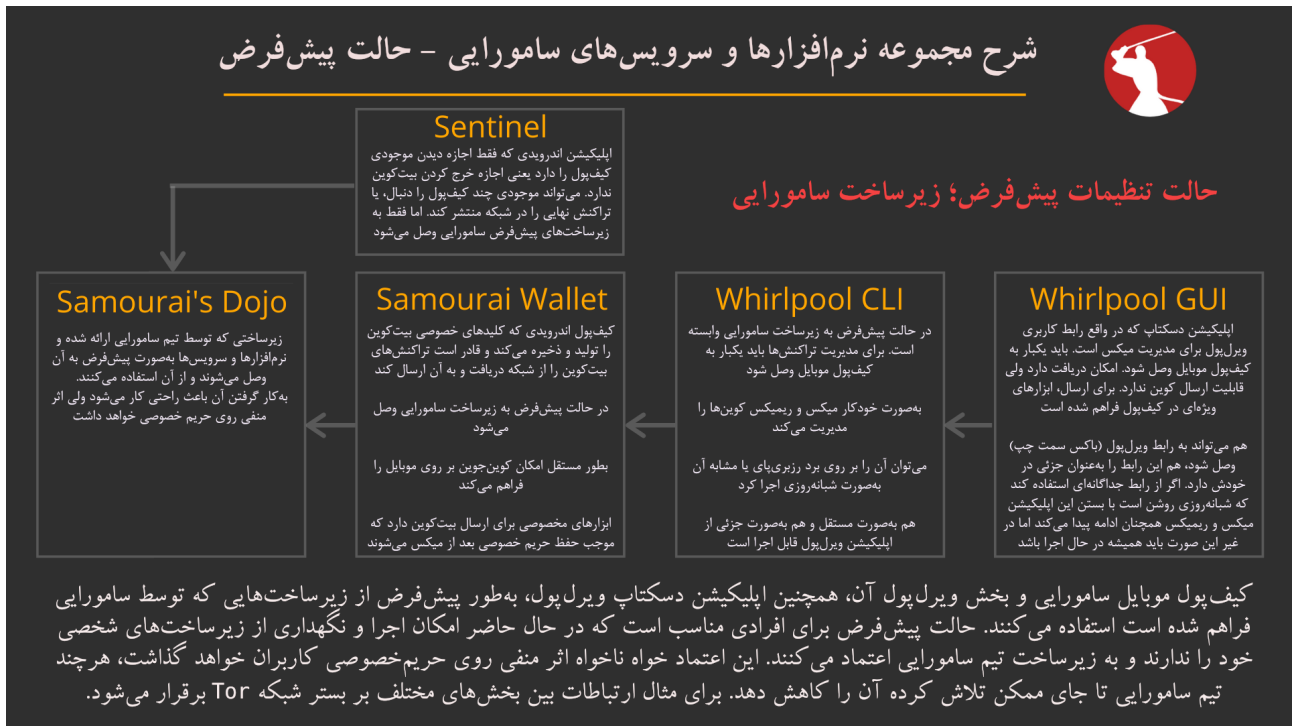 شرح مجموعه نرم‌افزارها و سرویس‌های سامورایی – حالت پیش‌فرض
حالت تنظیمات پیش‌فرض؛ زیرساخت سامورایی
Sentinel
اپلیکیشن اندرویدی که فقط اجازه دیدن موجودی
کیف‌پول را دارد یعنی اجازه خرج کردن بیت‌کوین
ندارد. می‌تواند موجودی چند کیف‌پول را دنبال، یا
تراکنش نهایی را در شبکه منتشر کند. اما فقط به
زیرساخت‌های پیش‌فرض سامورایی وصل می‌شود
Whirlpool GUI
اپلیکیشن دسکتاپ که در واقع رابط کاربری
ویرل‌پول برای مدیریت میکس است. باید یکبار به
کیف‌پول موبایل وصل شود. امکان دریافت دارد ولی
قابلیت ارسال کوین ندارد. برای ارسال، ابزارهای
ویژه‌ای در کیف‌پول فراهم شده است
هم می‌تواند به رابط ویرل‌پول (باکس سمت چپ)
وصل شود، هم این رابط را به‌عنوان جزئی در
خودش دارد. اگر از رابط جداگانه‌ای استفاده کند
که شبانه‌روزی روشن است با بستن این اپلیکیشن
میکس و ریمیکس همچنان ادامه پیدا می‌کند اما در
غیر این صورت باید همیشه در حال اجرا باشد
Whirlpool CLI
در حالت پیش‌فرض به زیرساخت سامورایی وابسته
است. برای مدیریت تراکنش‌ها باید یکبار به
کیف‌پول موبایل وصل شود
به‌صورت خودکار میکس و ریمیکس کوین‌ها را
مدیریت می‌کند
می‌توان آن را بر روی برد رزبری‌پای یا مشابه آن
به‌صورت شبانه‌روزی اجرا کرد
هم به‌صورت مستقل و هم به‌صورت جزئی از
اپلیکیشن ویرل‌پول قابل اجرا است
Samourai Wallet
کیف‌پول اندرویدی که کلیدهای خصوصی بیت‌کوین
را تولید و ذخیره می‌کند و قادر است تراکنش‌های
بیت‌کوین را از شبکه دریافت و به آن ارسال کند
در حالت پیش‌فرض به زیرساخت سامورایی وصل
می‌شود
بطور مستقل امکان کوین‌جوین بر روی موبایل را
فراهم می‌کند
ابزارهای مخصوصی برای ارسال بیت‌کوین دارد که
موجب حفظ حریم خصوصی بعد از میکس می‌شوند
Samourai's Dojo
زیرساختی که توسط تیم سامورایی ارائه شده و
نرم‌افزارها و سرویس‌ها به‌صورت پیش‌فرض به آن
وصل می‌شوند و از آن استفاده می‌کنند.
به‌کار گرفتن آن باعث راحتی کار می‌شود ولی اثر
منفی روی حریم خصوصی خواهد داشت
کیف‌پول موبایل سامورایی و بخش ویرل‌پول آن، همچنین اپلیکیشن دسکتاپ ویرل‌پول، به‌طور پیش‌فرض از زیرساخت‌هایی که توسط سامورایی
فراهم شده است استفاده می‌کنند. حالت پیش‌فرض برای افرادی مناسب است که در حال حاضر امکان اجرا و نگهداری از زیرساخت‌های شخصی
خود را ندارند و به زیرساخت تیم سامورایی اعتماد می‌کنند. این اعتماد خواه ناخواه اثر منفی روی حریم‌خصوصی کاربران خواهد گذاشت، هرچند
تیم سامورایی تا جای ممکن تلاش کرده آن را کاهش دهد. برای مثال ارتباطات بین بخش‌های مختلف بر بستر شبکه Tor برقرار می‌شود.